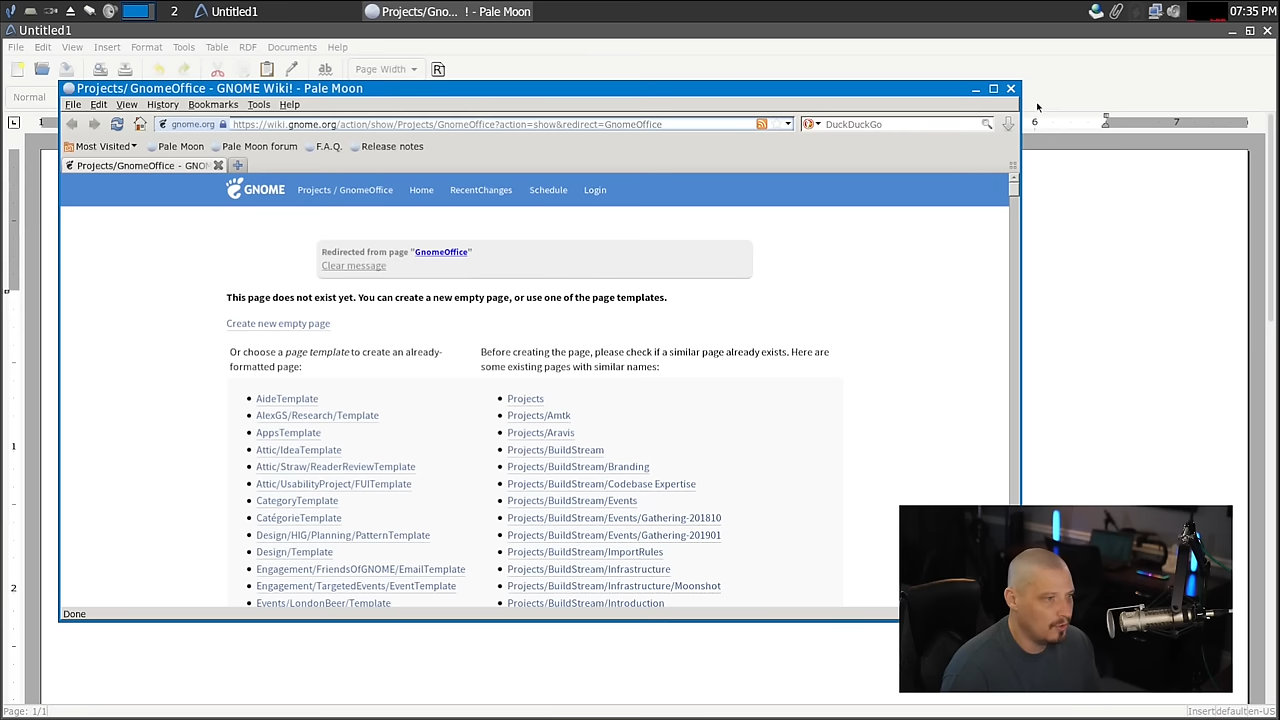 2 Untitled1 Projects/Gno... ! - Pale Moon 07:35 PM
Untitled1
File Edit View Insert Format Tools Table RDF Documents Help
Page Width
Normal
Projects/ GnomeOffice - GNOME Wiki! - Pale Moon
File Edit View History Bookmarks Tools Help
gnome.org https://wiki.gnome.org/action/show/Projects/GnomeOffice?action=show&redirect=GnomeOffice DuckDuckGo
1 6 7
Most Visited Pale Moon Pale Moon forum F.A.Q. Release notes
Projects/GnomeOffice - GNOM
GNOME Projects / GnomeOffice Home RecentChanges Schedule Login
Redirected from page "GnomeOffice"
Clear message
This page does not exist yet. You can create a new empty page, or use one of the page templates.
Create new empty page
Or choose a page template to create an already-
formatted page:
Before creating the page, please check if a similar page already exists. Here are
some existing pages with similar names:
AideTemplate
AlexGS/Research/Template
AppsTemplate
Attic/IdeaTemplate
Attic/Straw/ReaderReviewTemplate
Attic/UsabilityProject/FUITemplate
CategoryTemplate
CatégorieTemplate
Design/HIG/Planning/PatternTemplate
Design/Template
Engagement/FriendsOfGNOME/EmailTemplate
Engagement/TargetedEvents/EventTemplate
Events/LondonBeer/Template
Projects
Projects/Amtk
Projects/Aravis
Projects/BuildStream
Projects/BuildStream/Branding
Projects/BuildStream/Codebase Expertise
Projects/BuildStream/Events
Projects/BuildStream/Events/Gathering-201810
Projects/BuildStream/Events/Gathering-201901
Projects/BuildStream/ImportRules
Projects/BuildStream/Infrastructure
Projects/BuildStream/Infrastructure/Moonshot
Projects/BuildStream/Introduction
1
2
Done
Page: 1/1 Insert default en-US